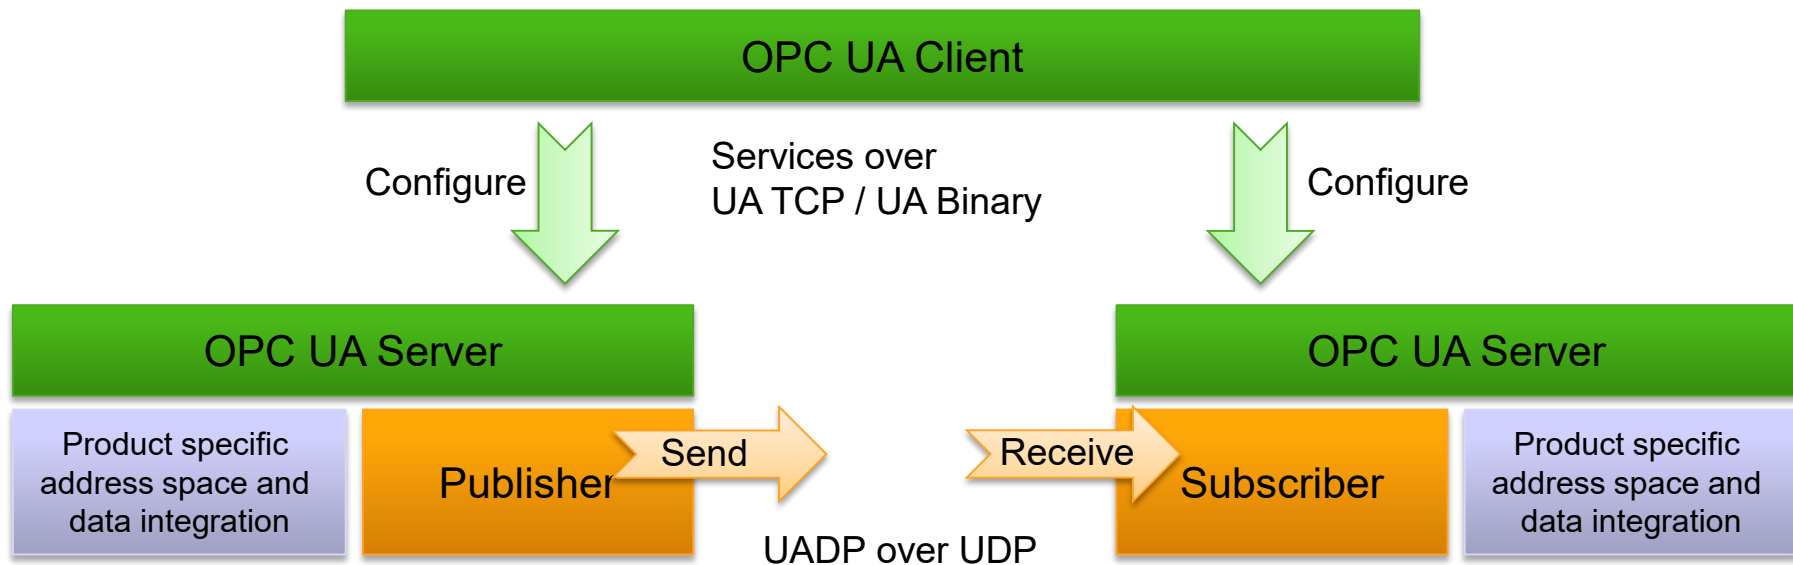 OPC UA Client
Configure
Services over
UA TCP / UA Binary
Configure
OPC UA Server
OPC UA Server
Product specific
address space and
data integration
Publisher
Send
Receive
Subscriber
Product specific
address space and
data integration
UADP over UDP